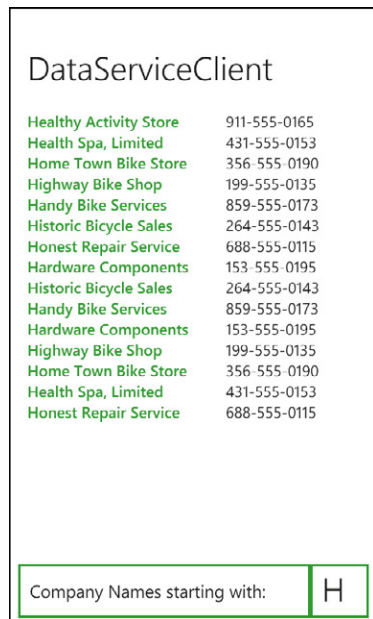 DataServiceClient
Healthy Activity Store 911-555-0165
Health Spa, Limited 431-555-0153
Home Town Bike Store 356-555-0190
Highway Bike Shop 199-555-0135
Handy Bike Services 859-555-0173
Historic Bicycle Sales 264-555-0143
Honest Repair Service 688-555-0115
Hardware Components 153-555-0195
Historic Bicycle Sales 264-555-0143
Handy Bike Services 859-555-0173
Hardware Components 153-555-0195
Highway Bike Shop 199-555-0135
Home Town Bike Store 356-555-0190
Health Spa, Limited 431-555-0153
Honest Repair Service 688-555-0115
Company Names starting with: H